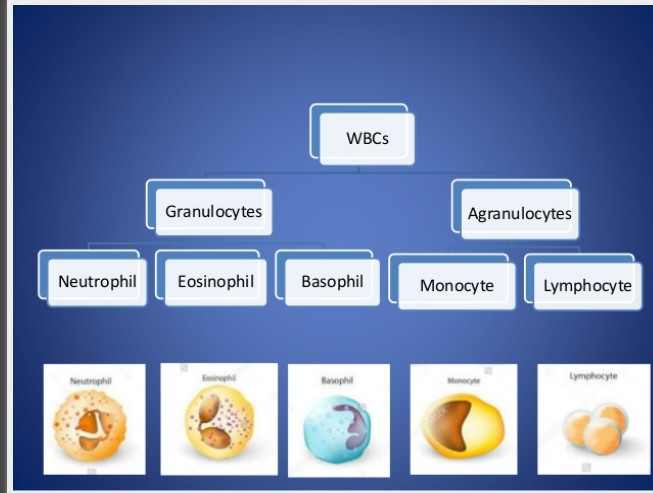 WBCs
Granulocytes
Agranulocytes
Neutrophil
Eosinophil
Basophil
Monocyte
Lymphocyte
Neutrophil
Eosinophil
Basophil
Monocyte
Lymphocyte